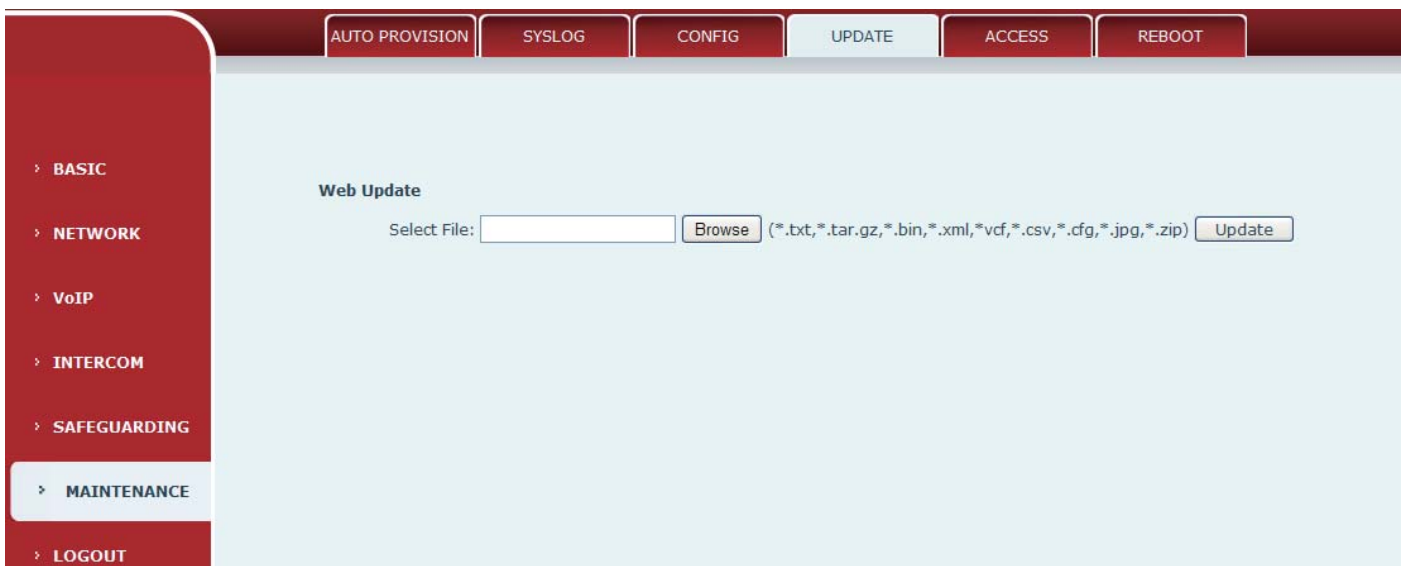 AUTO PROVISION SYSLOG CONFIG UPDATE ACCESS REBOOT
BASIC
NETWORK
VoIP
INTERCOM
SAFEGUARDING
MAINTENANCE
LOGOUT
Web Update
Select File: Browse (*.txt,*.tar.gz,*.bin,*.xml,*vcf,*.csv,*.cfg,*.jpg,*.zip) Update